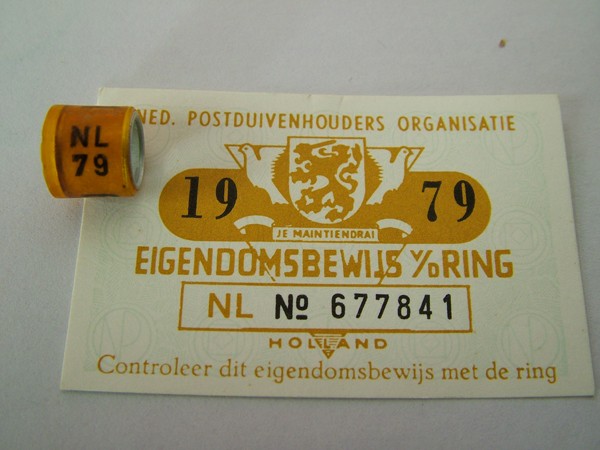 NL
79
NED. POSTDUIVENHOUDERS ORGANISATIE
19 79
JE MAINTIENDRAI
EIGENDOMSBEWIJS V/D RING
NL No 677841
HOLLAND
Controleer dit eigendomsbewijs met de ring